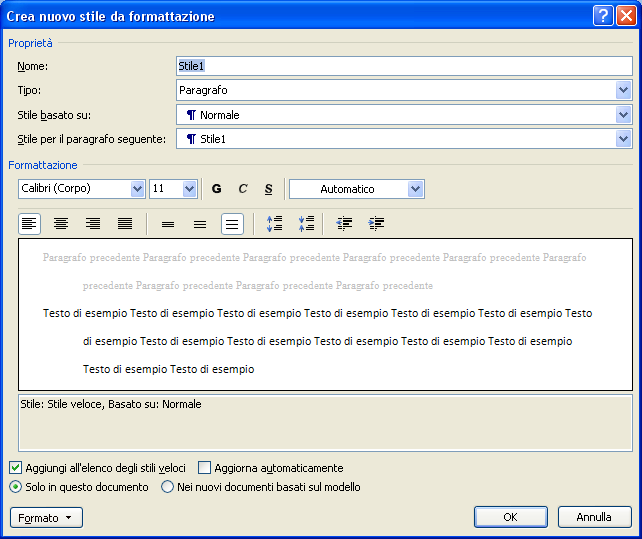 Crea nuovo stile da formattazione
Proprietà
Nome: Stile1
Tipo: Paragrafo
Stile basato su: ¶ Normale
Stile per il paragrafo seguente: ¶ Stile1
Formattazione
Calibri (Corpo) 11 G C S Automatico
Paragrafo precedente Paragrafo precedente Paragrafo precedente Paragrafo precedente Paragrafo precedente Paragrafo
precedente Paragrafo precedente Paragrafo precedente Paragrafo precedente
Testo di esempio Testo di esempio Testo di esempio Testo di esempio Testo di esempio Testo di esempio Testo
di esempio Testo di esempio Testo di esempio Testo di esempio Testo di esempio Testo di esempio
Testo di esempio Testo di esempio
Stile: Stile veloce, Basato su: Normale
Aggiungi all'elenco degli stili veloci Aggiorna automaticamente
Solo in questo documento Nei nuovi documenti basati sul modello
Formato OK Annulla